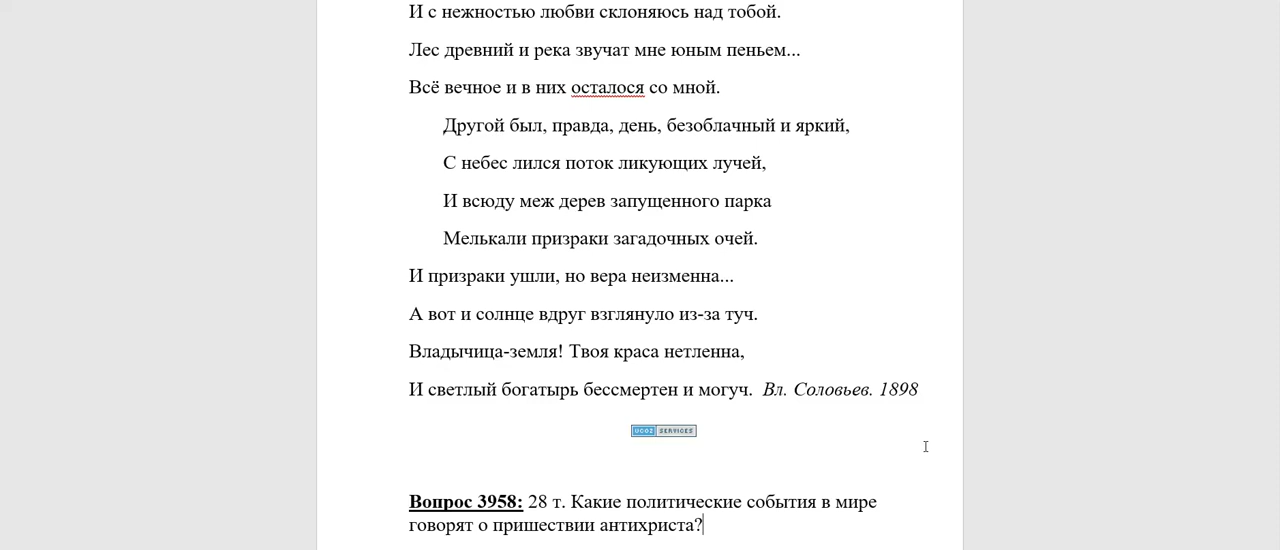 И с нежностью любви склоняюсь над тобой.
Лес древний и река звучат мне юным пеньем...
Всё вечное и в них осталося со мной.
Другой был, правда, день, безоблачный и яркий,
С небес лился поток ликующих лучей,
И всюду меж дерев запущенного парка
Мелькали призраки загадочных очей.
И призраки ушли, но вера неизменна...
А вот и солнце вдруг взглянуло из-за туч.
Владычица-земля! Твоя краса нетленна,
И светлый богатырь бессмертен и могуч. Вл. Соловьев. 1898
UCOZ SERVICES
Вопрос 3958: 28 т. Какие политические события в мире
говорят о пришествии антихриста?